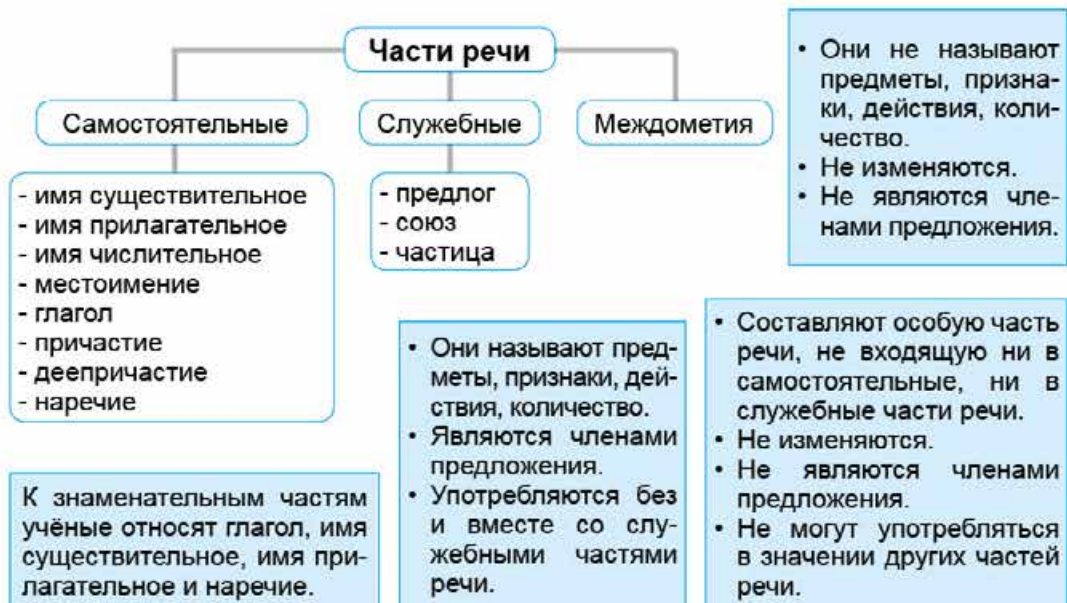 Части речи
Самостоятельные
Служебные
Междометия
- имя существительное
- имя прилагательное
- имя числительное
- местоимение
- глагол
- причастие
- деепричастие
- наречие
- предлог
- союз
- частица
• Они не называют
предметы, призна-
ки, действия, коли-
чество.
• Не изменяются.
• Не являются чле-
нами предложения.
К знаменательным частям
учёные относят глагол, имя
существительное, имя при-
лагательное и наречие.
• Они называют пред-
меты, признаки, дей-
ствия, количество.
• Являются членами
предложения.
• Употребляются без
и вместе со слу-
жебными частями
речи.
• Составляют особую часть
речи, не входящую ни в
самостоятельные, ни в
служебные части речи.
• Не изменяются.
• Не являются членами
предложения.
• Не могут употребляться
в значении других частей
речи.